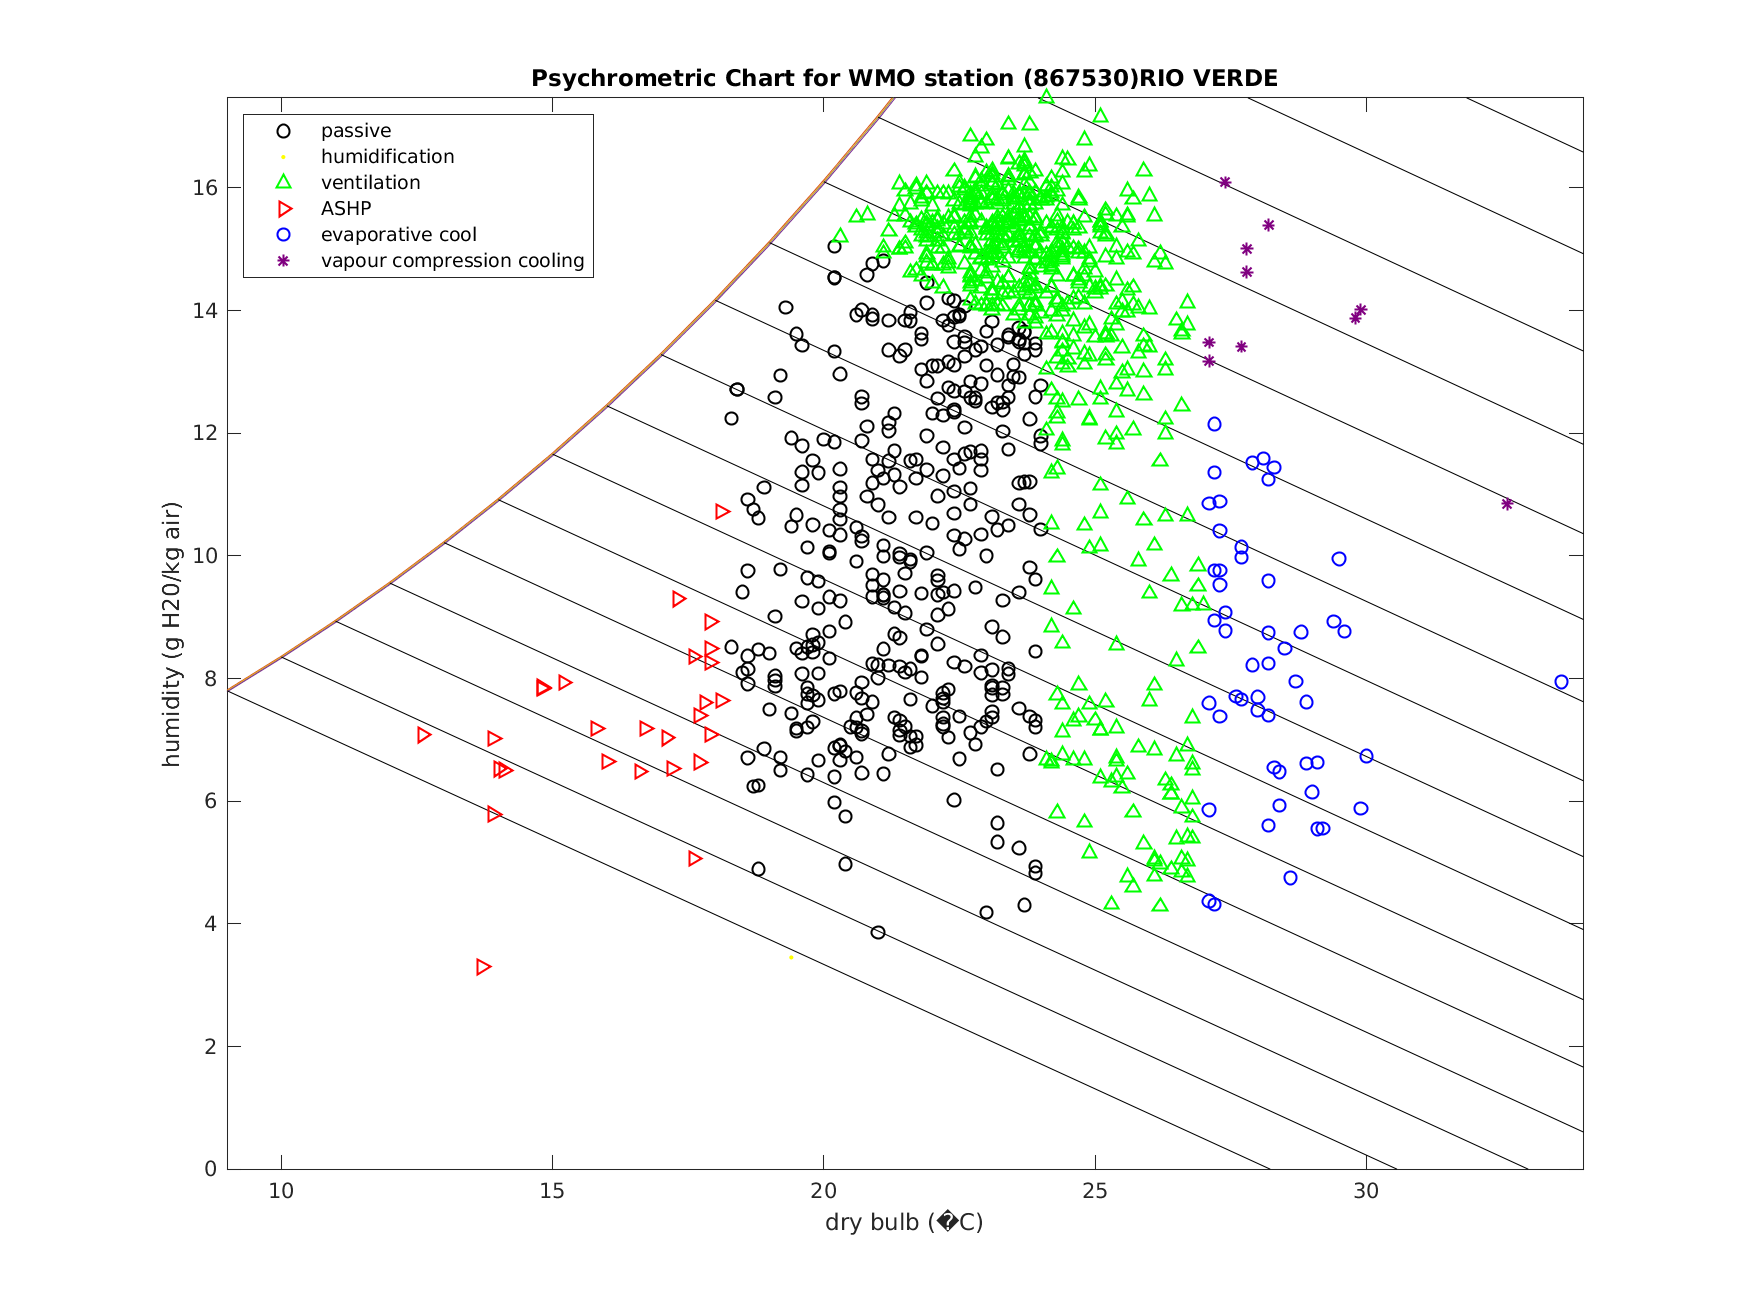 Psychrometric Chart for WMO station (867530)RIO VERDE
passive
humidification
ventilation
ASHP
evaporative cool
vapour compression cooling
humidity (g H20/kg air)
16
14
12
10
8
6
4
2
0
10 15 20 25 30
dry bulb (�C)